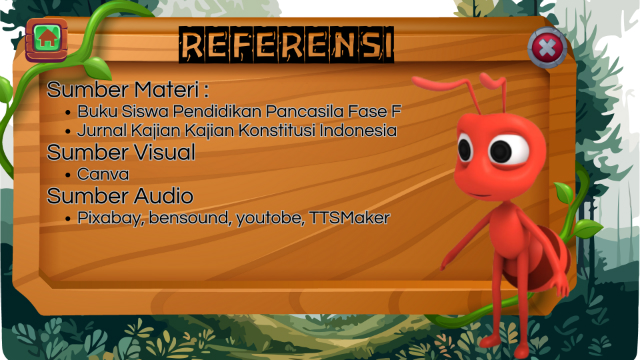 REFERENSI
Sumber Materi :
• Buku Siswa Pendidikan Pancasila Fase F
• Jurnal Kajian Kajian Konstitusi Indonesia
Sumber Visual
• Canva
Sumber Audio
• Pixabay, bensound, youtobe, TTSMaker